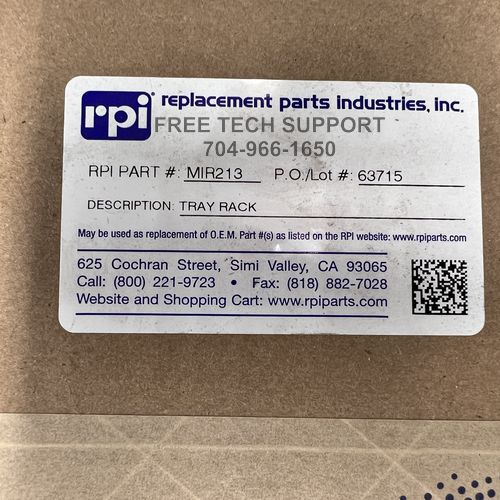 rpi replacement parts industries, inc.
FREE TECH SUPPORT
704-966-1650
RPI PART #: MIR213 P.O./Lot #: 63715
DESCRIPTION: TRAY RACK
May be used as replacement of O.E.M. Part #(s) as listed on the RPI website: www.rpiparts.com
625 Cochran Street, Simi Valley, CA 93065
Call: (800) 221-9723 • Fax: (818) 882-7028
Website and Shopping Cart: www.rpiparts.com